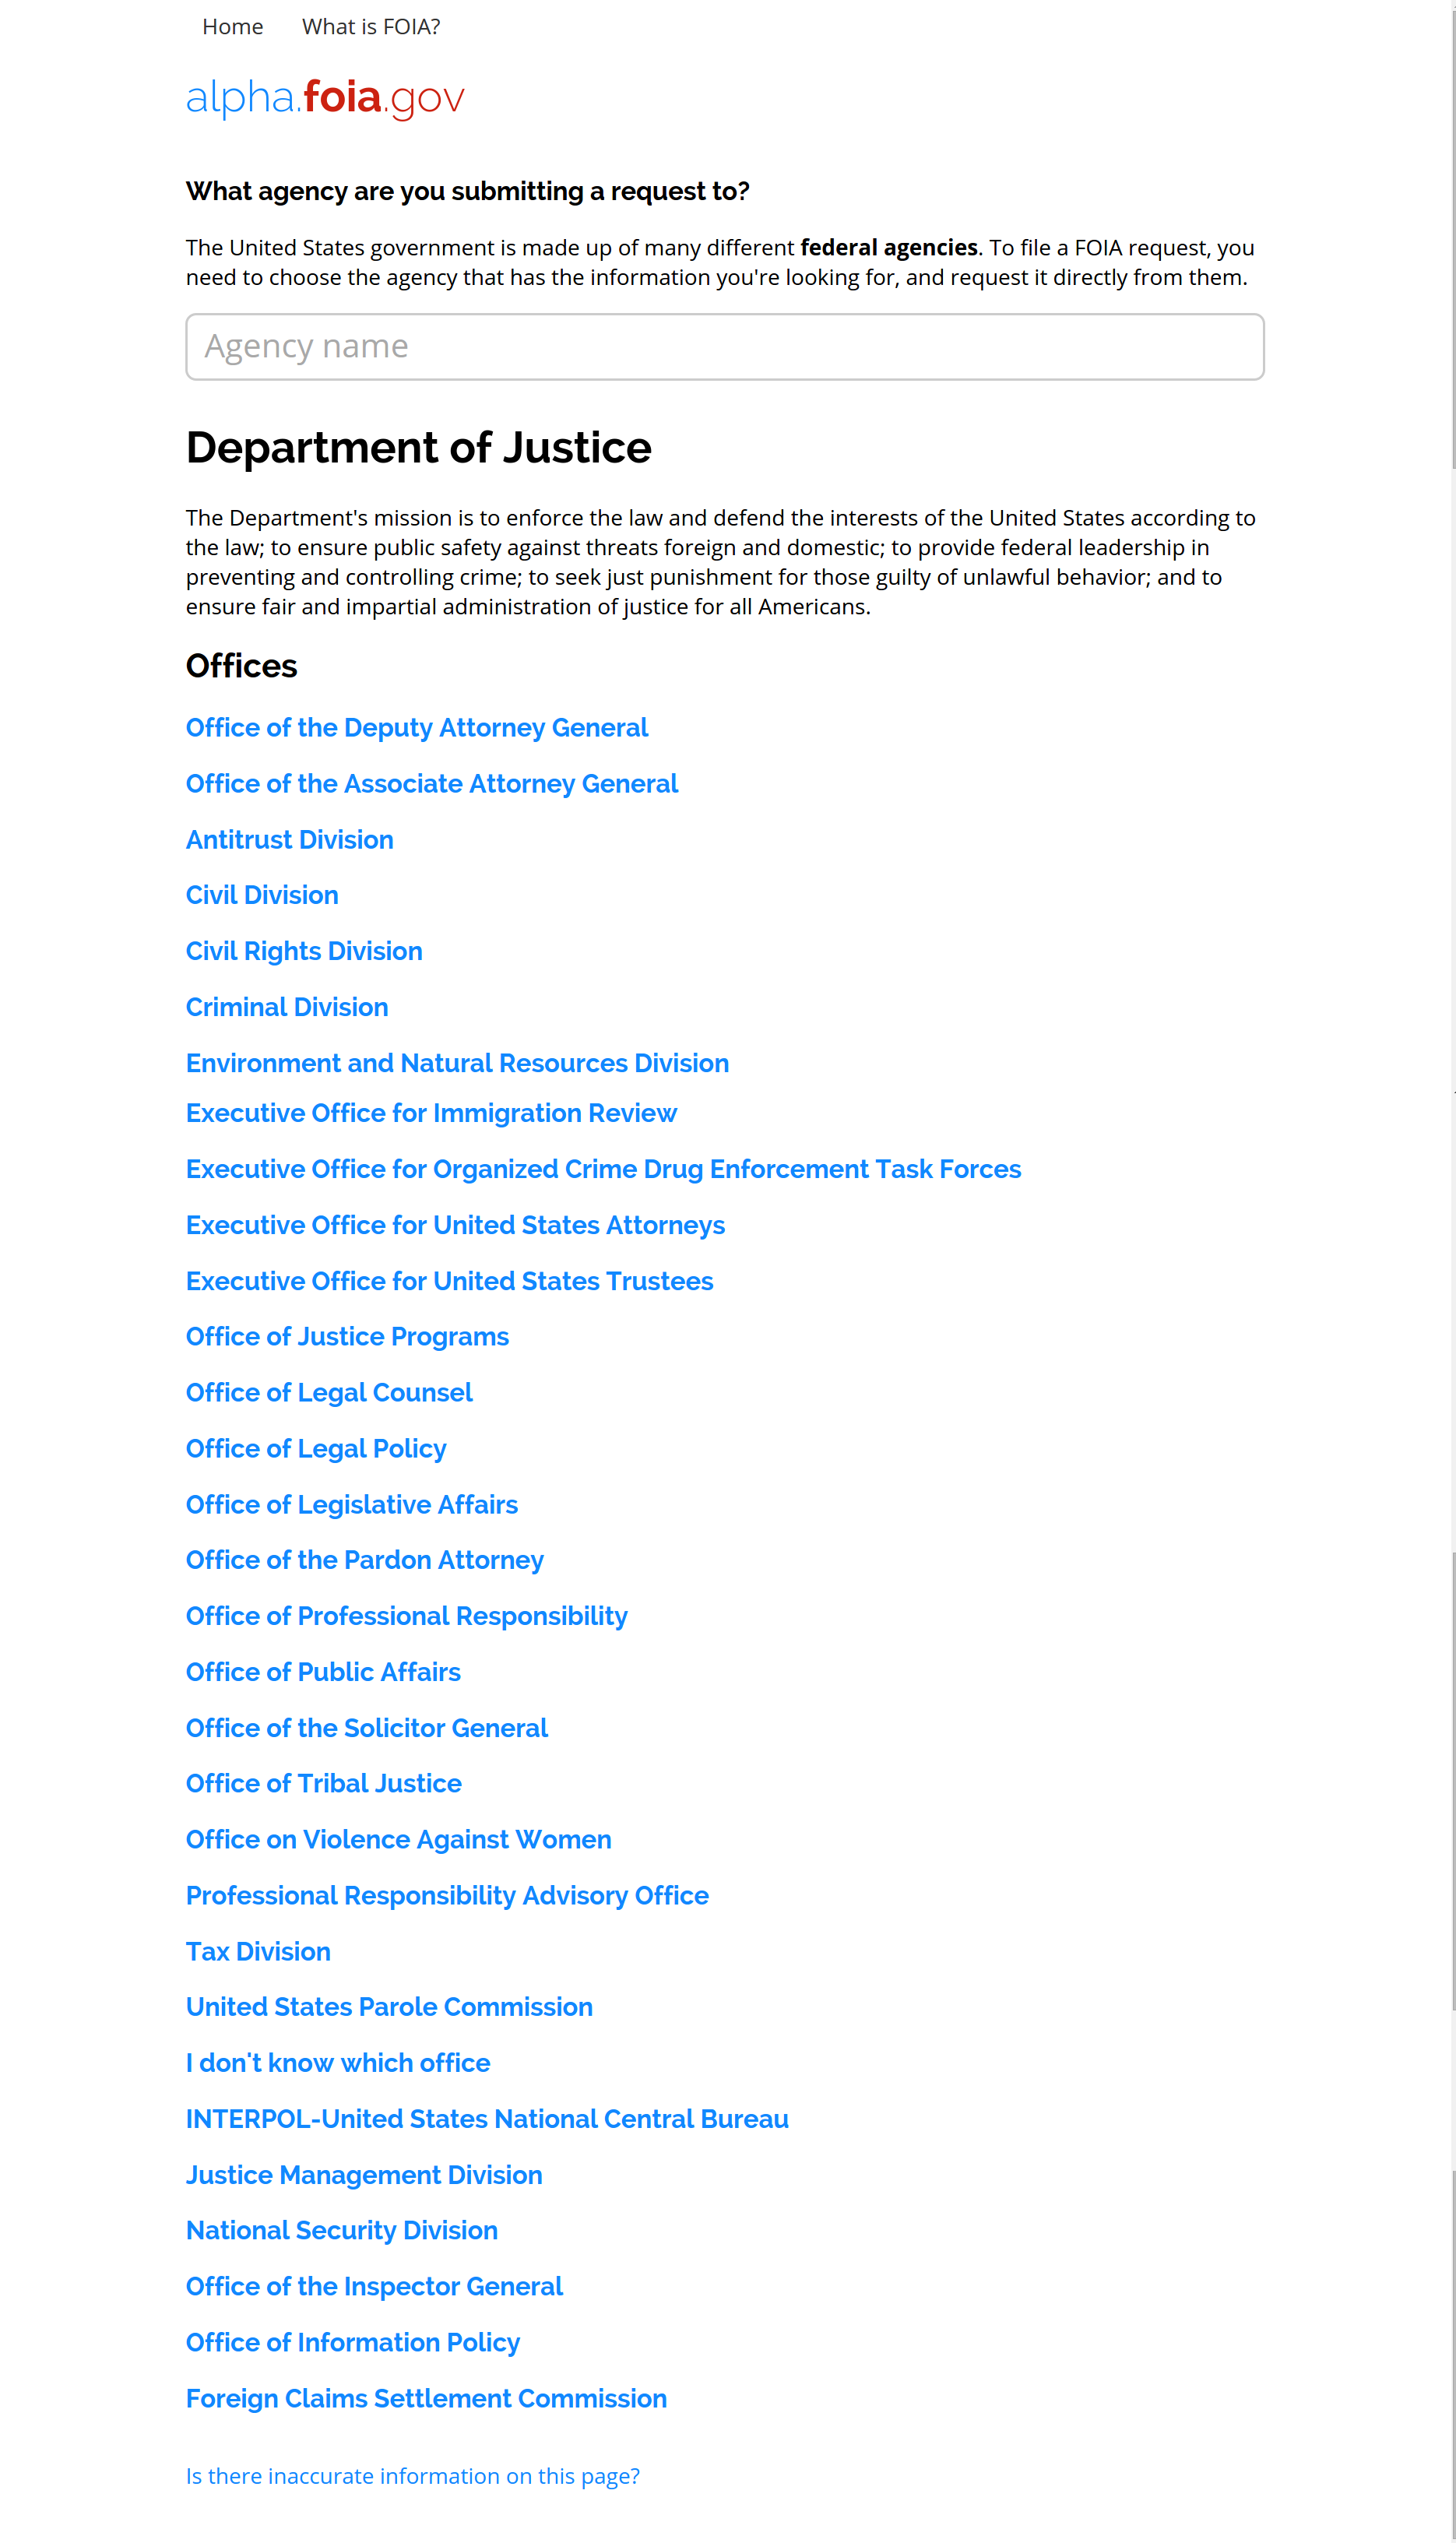 Home What is FOIA?
alpha.foia.gov
What agency are you submitting a request to?
The United States government is made up of many different federal agencies. To file a FOIA request, you
need to choose the agency that has the information you're looking for, and request it directly from them.
Agency name
Department of Justice
The Department's mission is to enforce the law and defend the interests of the United States according to
the law; to ensure public safety against threats foreign and domestic; to provide federal leadership in
preventing and controlling crime; to seek just punishment for those guilty of unlawful behavior; and to
ensure fair and impartial administration of justice for all Americans.
Offices
Office of the Deputy Attorney General
Office of the Associate Attorney General
Antitrust Division
Civil Division
Civil Rights Division
Criminal Division
Environment and Natural Resources Division
Executive Office for Immigration Review
Executive Office for Organized Crime Drug Enforcement Task Forces
Executive Office for United States Attorneys
Executive Office for United States Trustees
Office of Justice Programs
Office of Legal Counsel
Office of Legal Policy
Office of Legislative Affairs
Office of the Pardon Attorney
Office of Professional Responsibility
Office of Public Affairs
Office of the Solicitor General
Office of Tribal Justice
Office on Violence Against Women
Professional Responsibility Advisory Office
Tax Division
United States Parole Commission
I don't know which office
INTERPOL-United States National Central Bureau
Justice Management Division
National Security Division
Office of the Inspector General
Office of Information Policy
Foreign Claims Settlement Commission
Is there inaccurate information on this page?